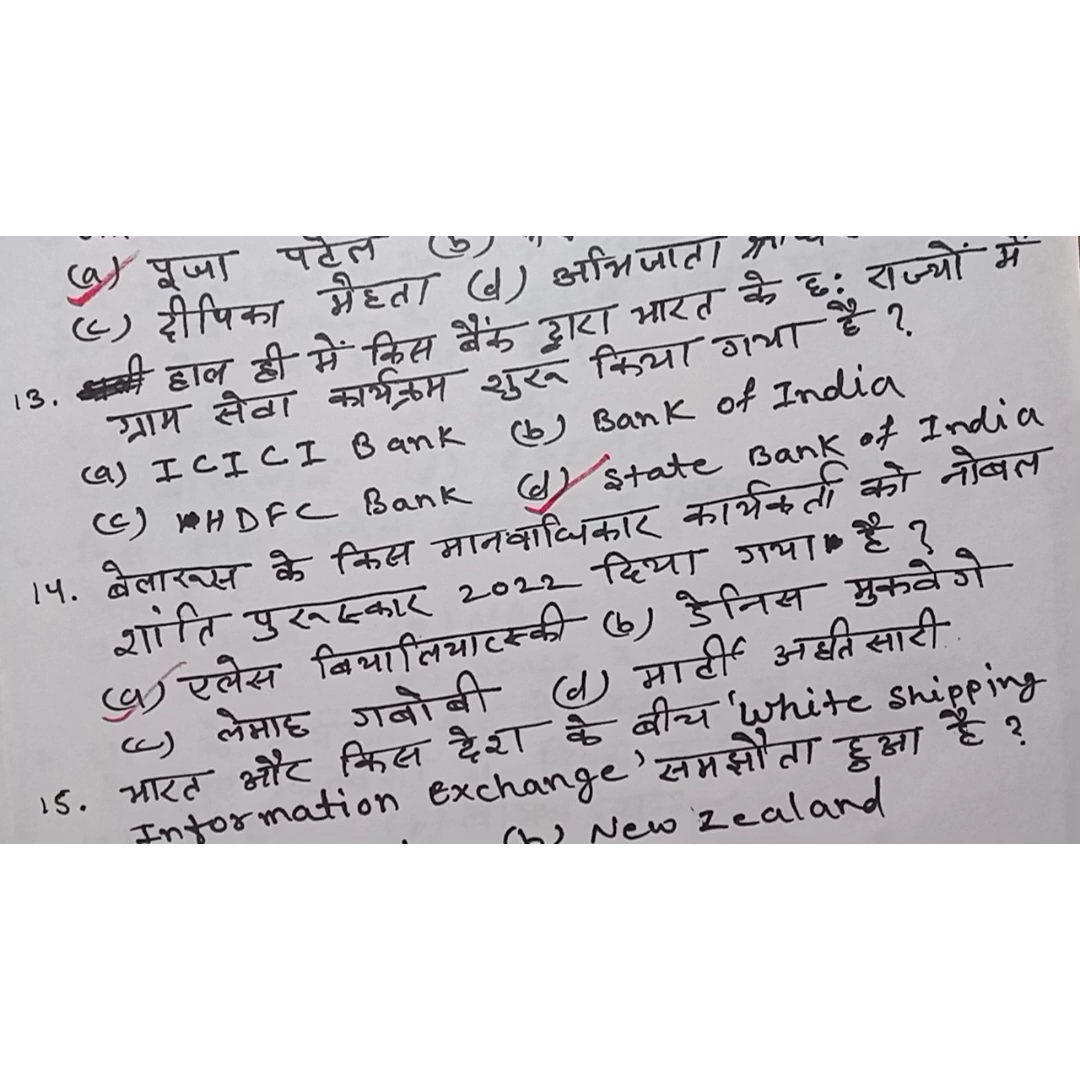 (a) पूजा पटेल (b)
(c) दीपिका मेहता (d) अभिजाता
13. हाल ही में किस बैंक द्वारा भारत के छः राज्यों में
ग्राम सेवा कार्यक्रम शुरू किया गया है ?
(a) ICICI Bank (b) Bank of India
(c) HDFC Bank (d) State Bank of India
14. बेलारूस के किस मानवाधिकार कार्यकर्ता को नोबल
शांति पुरूस्कार 2022 दिया गया है ?
(a) एलेस बियालियाटस्की (b) डेनिस मुकवेगे
(c) लेमाह गबोबी (d) मार्टी अहतिसारी
15. भारत और किस देश के बीच 'White Shipping
Information Exchange' समझौता हुआ है ?
(b) New Zealand